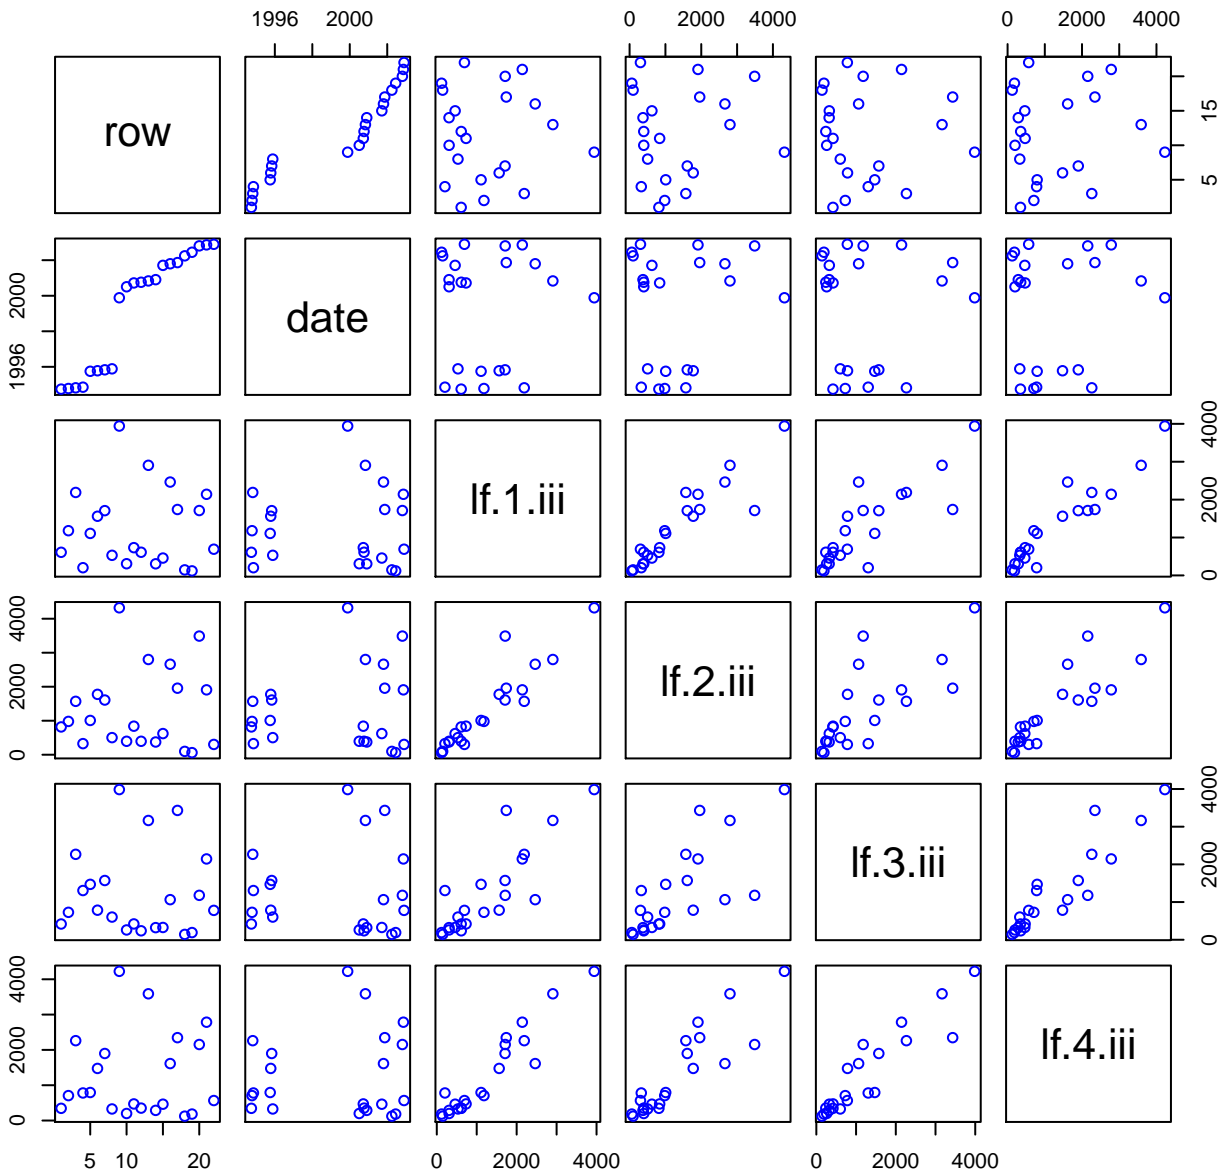 1996 2000 0 2000 4000 0 2000 4000
row 5 15
1996 2000 date
lf.1.iii 0 2000 4000
0 2000 4000 lf.2.iii
lf.3.iii 0 2000 4000
0 2000 4000 lf.4.iii
5 10 20 0 2000 4000 0 2000 4000